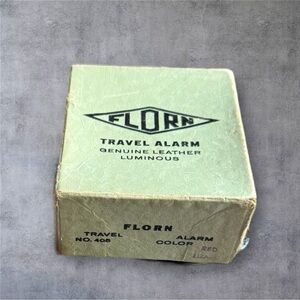 FLORN
TRAVEL ALARM
GENUINE LEATHER
LUMINOUS
FLORN
TRAVEL ALARM
NO. 408 COLOR RED